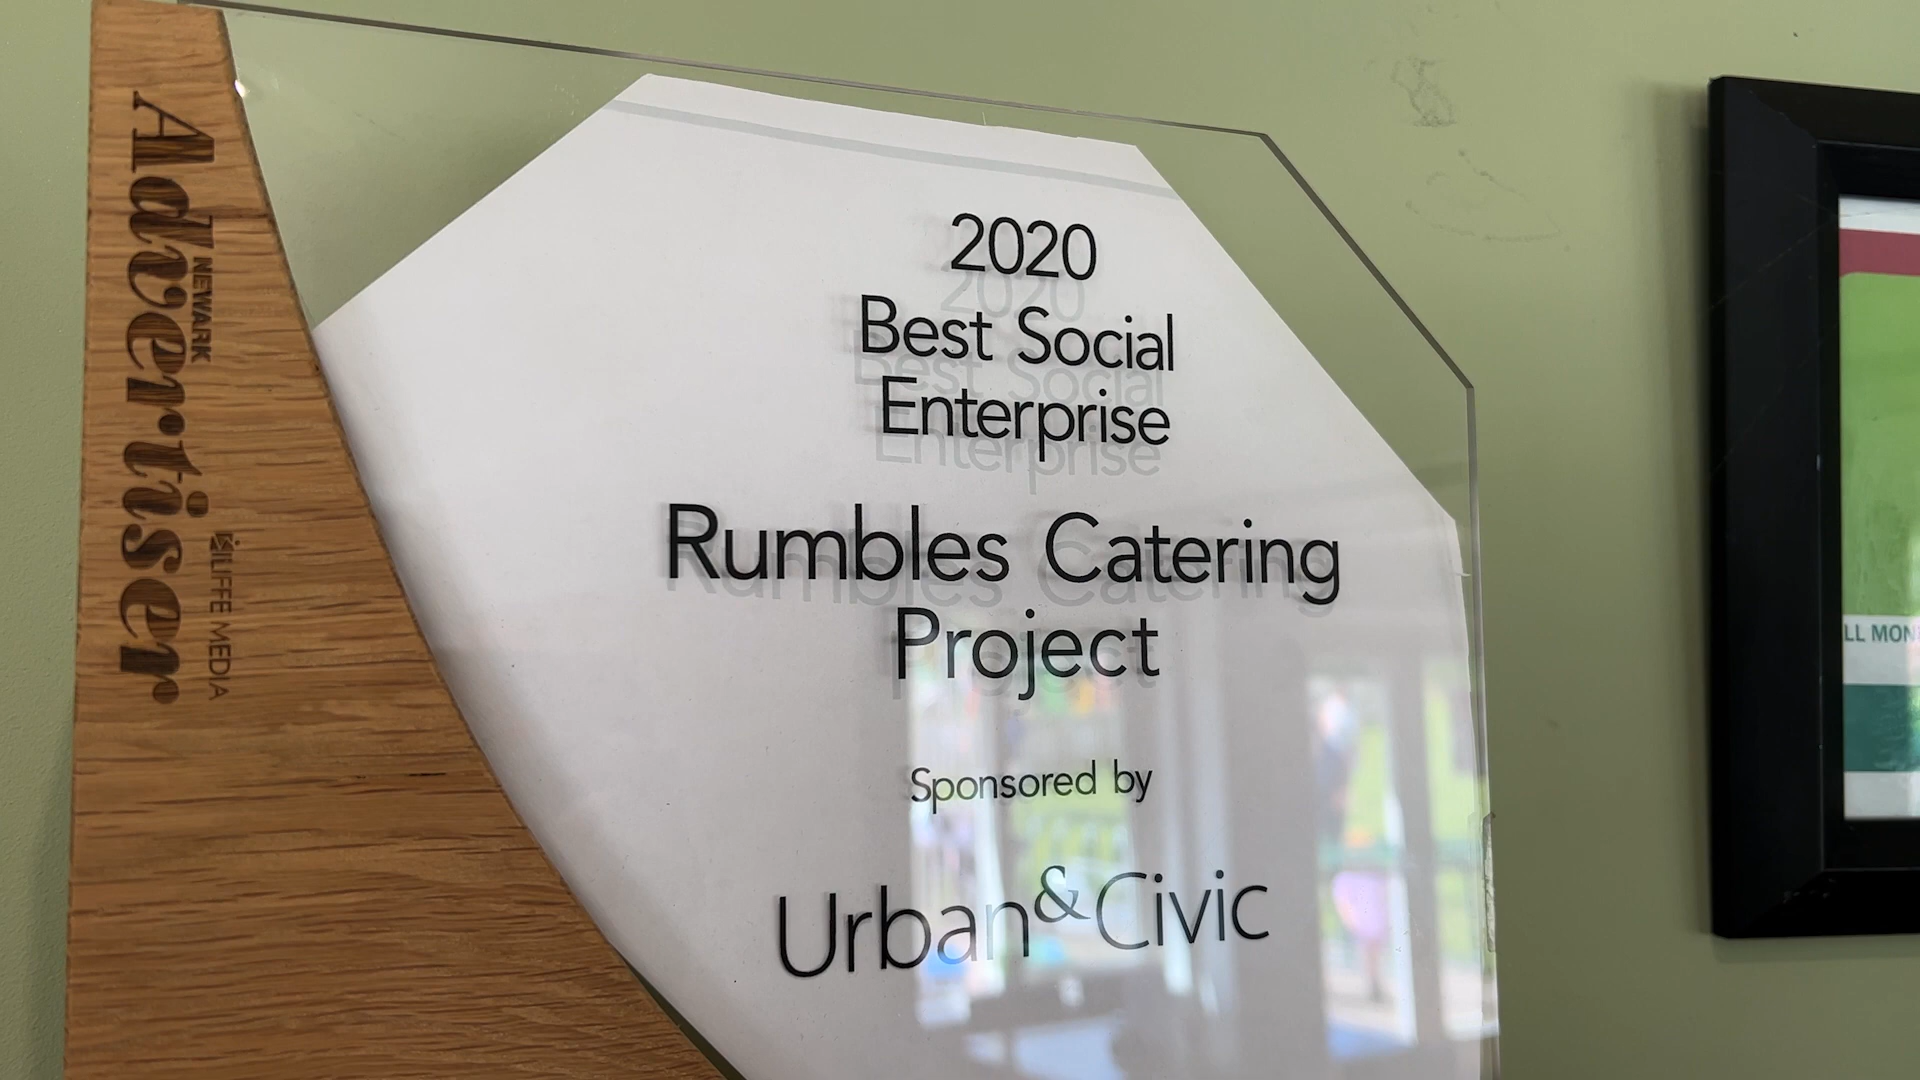 NEWARK
Advertiser
ILIFFE MEDIA
2020
Best Social
Enterprise
Rumbles Catering
Project
Sponsored by
Urban&Civic